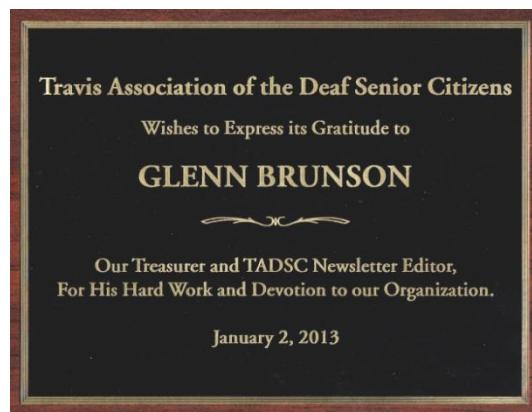 Travis Association of the Deaf Senior Citizens
Wishes to Express its Gratitude to
GLENN BRUNSON
Our Treasurer and TADSC Newsletter Editor,
For His Hard Work and Devotion to our Organization.
January 2, 2013